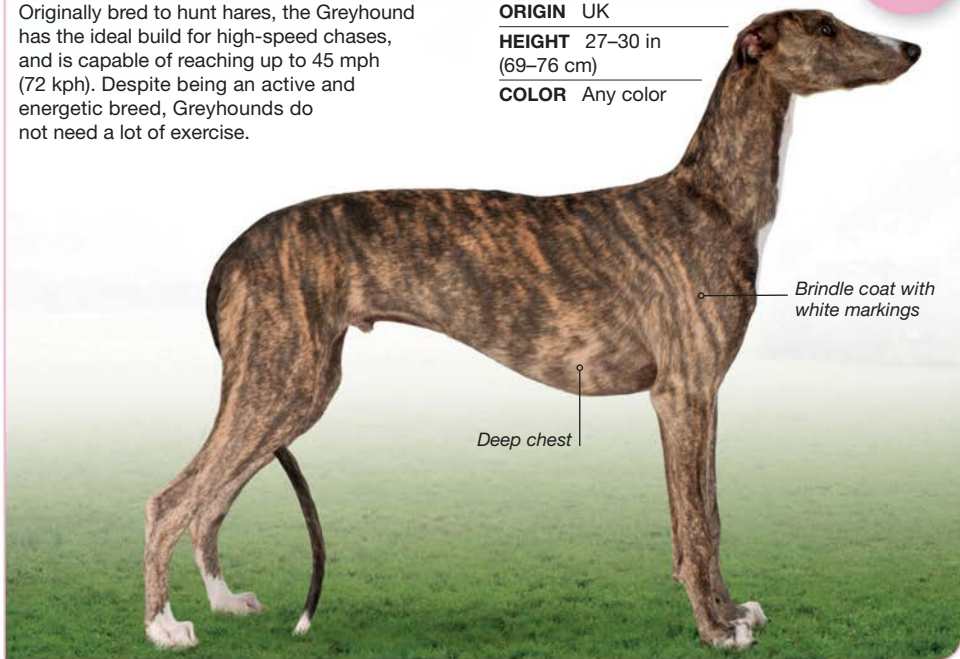 Originally bred to hunt hares, the Greyhound
has the ideal build for high-speed chases,
and is capable of reaching up to 45 mph
(72 kph). Despite being an active and
energetic breed, Greyhounds do
not need a lot of exercise.
ORIGIN UK
HEIGHT 27–30 in
(69–76 cm)
COLOR Any color
Brindle coat with
white markings
Deep chest